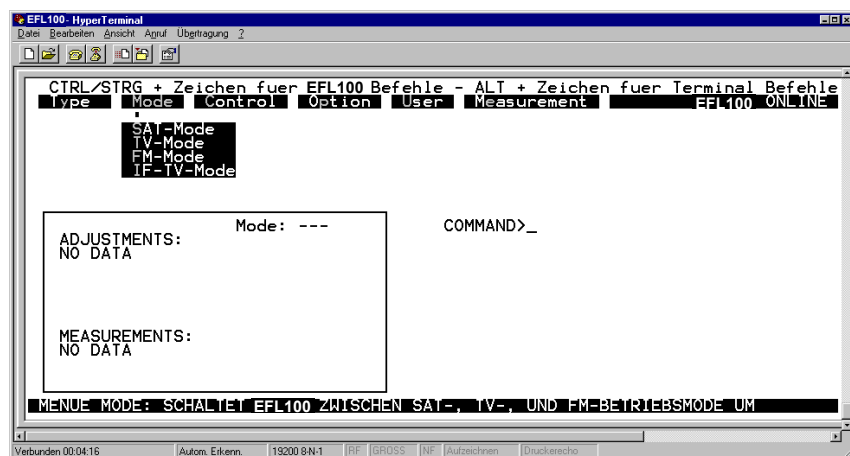 EFL100- HyperTerminal
Datei Bearbeiten Ansicht Anruf Übertragung ?
CTRL/STRG + Zeichen fuer EFL100 Befehle - ALT + Zeichen fuer Terminal Befehle
Type Mode Control Option User Measurement EFL100 ONLINE
SAT-Mode
TV-Mode
FM-Mode
IF-TV-Mode
Mode: ---
COMMAND>_
ADJUSTMENTS:
NO DATA
MEASUREMENTS:
NO DATA
MENUE MODE: SCHALTET EFL100 ZWISCHEN SAT-, TV-, UND FM-BETRIEBSMODE UM
Verbunden 00:04:16 Autom. Erkenn. 19200 8-N-1 RF GROSS NF Aufzeichnen Druckerecho